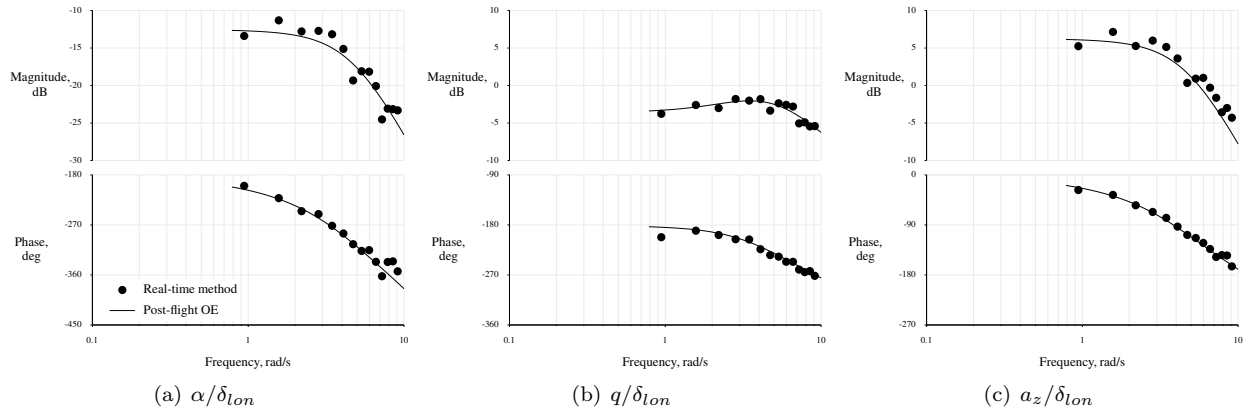 -10
-15
-20
-25
-30
Magnitude,
dB
-180
-270
-360
-450
Phase,
deg
Real-time method
Post-flight OE
0.1
1
10
Frequency, rad/s
(a) α/δlon
10
5
0
-5
-10
Magnitude,
dB
-90
-180
-270
-360
Phase,
deg
0.1
1
10
Frequency, rad/s
(b) q/δlon
10
5
0
-5
-10
Magnitude,
dB
0
-90
-180
-270
Phase,
deg
0.1
1
10
Frequency, rad/s
(c) az/δlon